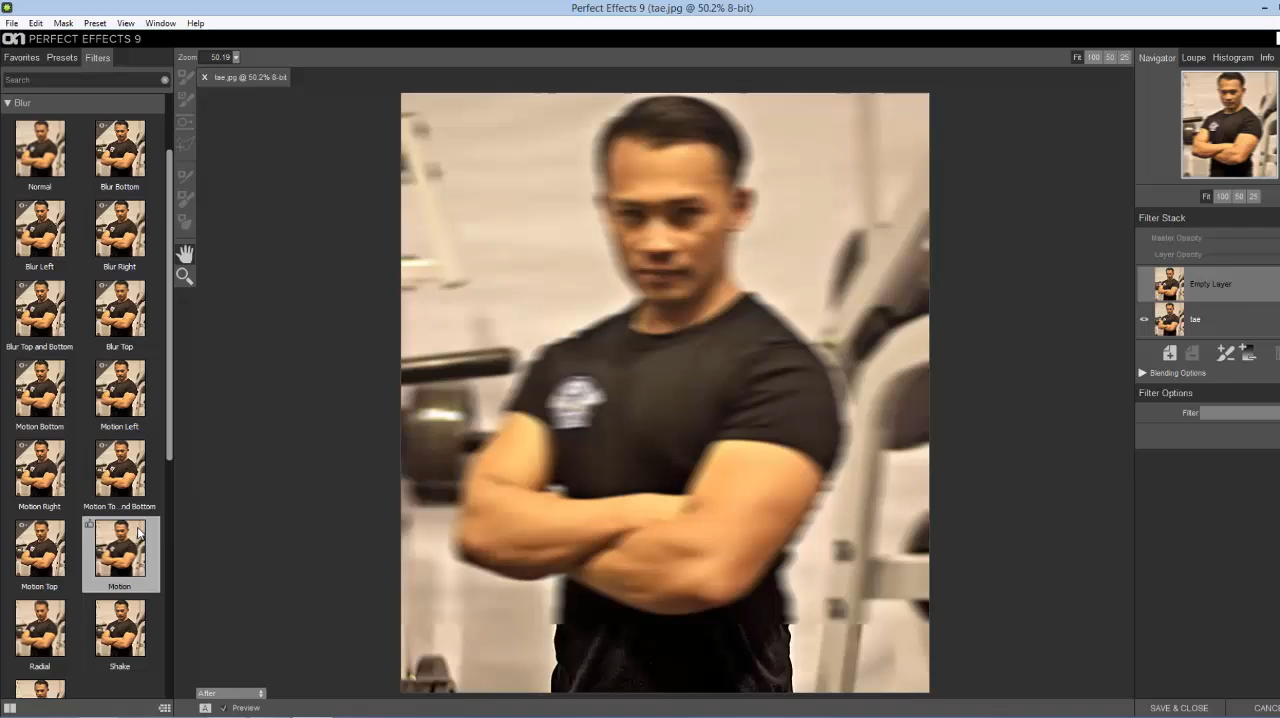 Perfect Effects 9 (tae.jpg @ 50.2% 8-bit)
File Edit Mask Preset View Window Help
on PERFECT EFFECTS 9
Favorites Presets Filters Zoom 50.19 Fit 100 50 25 Navigator Loupe Histogram Info
Search X tae.jpg @ 50.2% 8-bit
Blur
Normal Blur Bottom
Blur Left Blur Right
Blur Top and Bottom Blur Top
Motion Bottom Motion Left
Motion Right Motion To...nd Bottom
Motion Top Motion
Radial Shake
After
A Preview
Fit 100 50 25
Filter Stack
Master Opacity
Layer Opacity
Empty Layer
tae
Blending Options
Filter Options
Filter
SAVE & CLOSE CANC